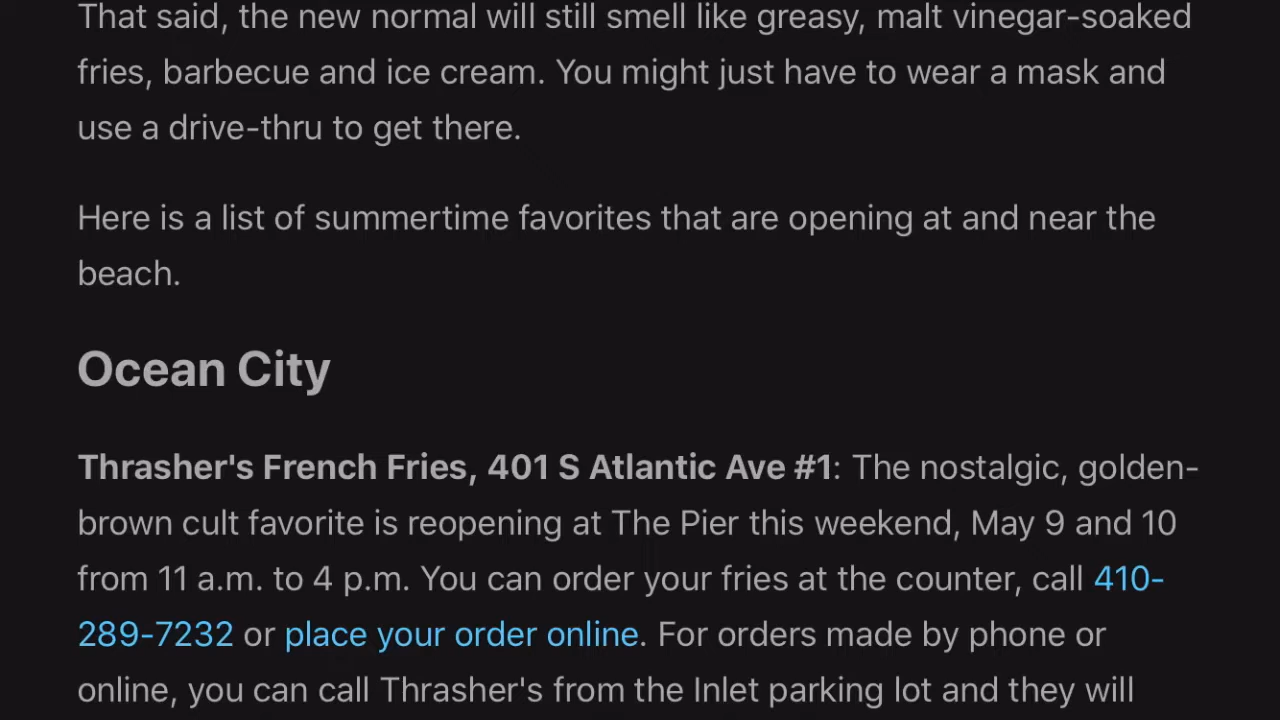 That said, the new normal will still smell like greasy, malt vinegar-soaked
fries, barbecue and ice cream. You might just have to wear a mask and
use a drive-thru to get there.
Here is a list of summertime favorites that are opening at and near the
beach.
Ocean City
Thrasher's French Fries, 401 S Atlantic Ave #1: The nostalgic, golden-
brown cult favorite is reopening at The Pier this weekend, May 9 and 10
from 11 a.m. to 4 p.m. You can order your fries at the counter, call 410-
289-7232 or place your order online. For orders made by phone or
online, you can call Thrasher's from the Inlet parking lot and they will